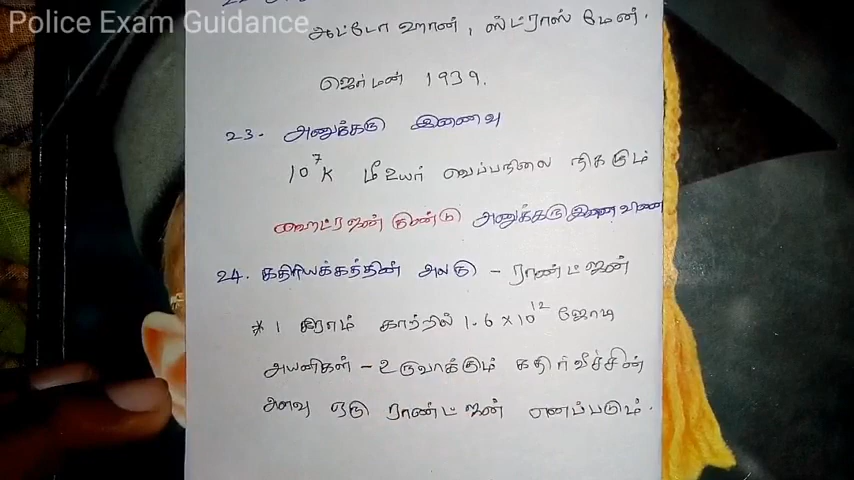 Police Exam Guidance
22.
ஆட்டோ ஹான், ஸ்ட்ராஸ் மேன்.
ஜெர்மன் 1939.
23. அணுக்கரு இணைவு
10⁷K மீ உயர் வெப்பநிலை நிகழும்
ஹைட்ரஜன் குண்டு அணுக்கரு இணைவினை
24. கதிரியக்கத்தின் அலகு - ராண்ட்ஜன்
* 1 கிராம் காற்றில் 1.6 × 10¹² ஜோடி
அயனிகள் - உருவாக்கும் கதிர்வீச்சின்
அளவு ஒரு ராண்ட்ஜன் எனப்படும்.